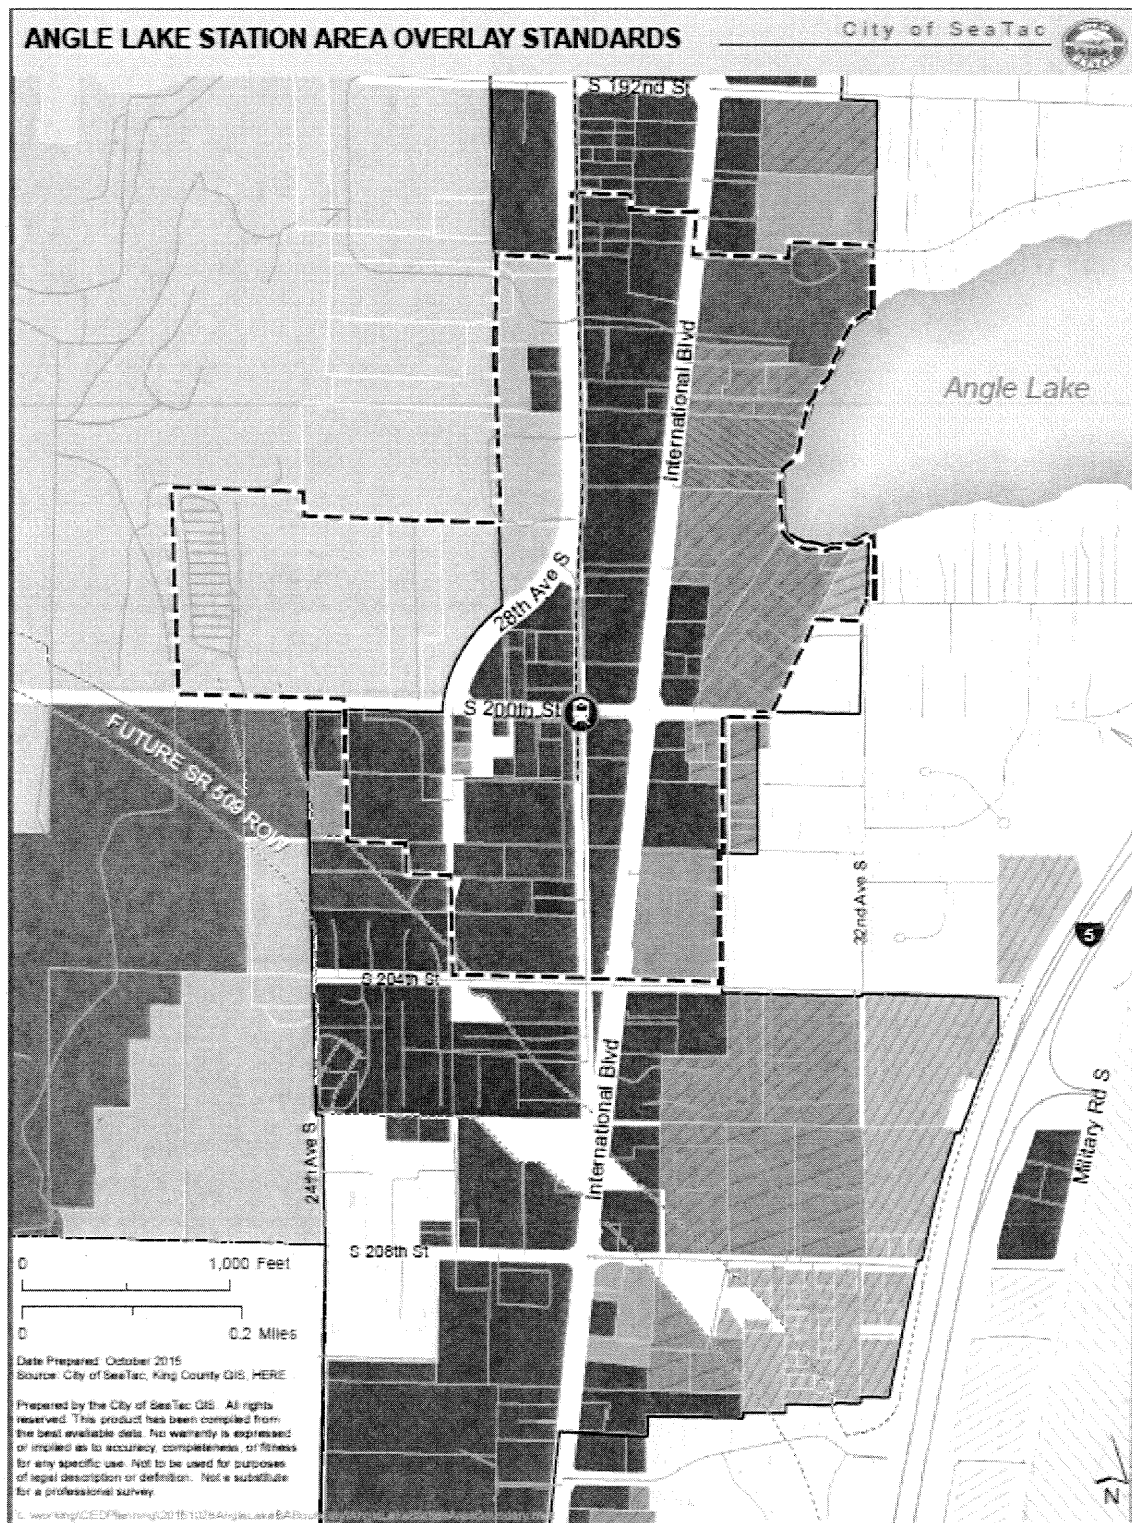 ANGLE LAKE STATION AREA OVERLAY STANDARDS
City of SeaTac
S 192nd St
International Blvd
Angle Lake
28th Ave S
S 200th St
FUTURE SR 509 ROW
32nd Ave S
5
S 204th St
International Blvd
Military Rd S
24th Ave S
S 208th St
0 1,000 Feet
0 0.2 Miles
Date Prepared: October 2015
Source: City of SeaTac, King County GIS, HERE
Prepared by the City of SeaTac GIS. All rights
reserved. This product has been compiled from
the best available data. No warranty is expressed
or implied as to accuracy, completeness, or fitness
for any specific use. Not to be used for purposes
of legal description or definition. Not a substitute
for a professional survey.
N